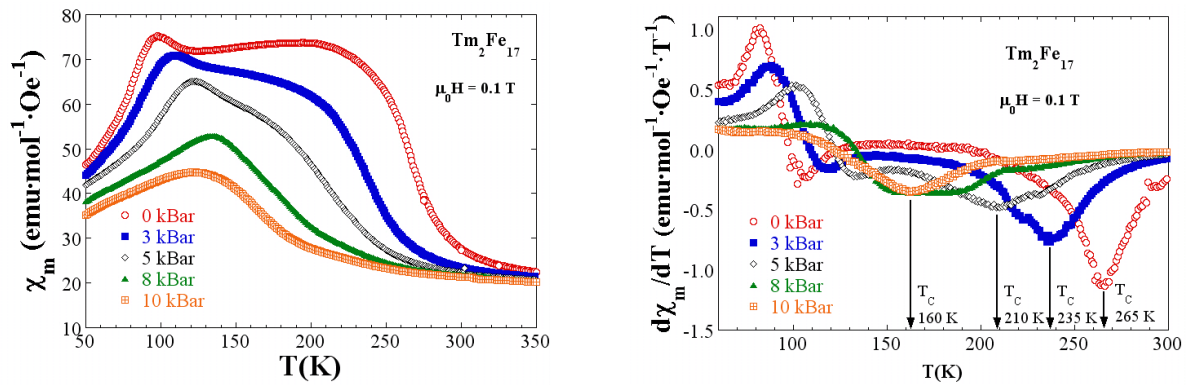 80
70
60
50
40
30
20
10
χm (emu·mol⁻¹·Oe⁻¹)
Tm₂Fe₁₇
μ₀H = 0.1 T
0 kBar
3 kBar
5 kBar
8 kBar
10 kBar
50 100 150 200 250 300 350
T(K)
1.0
0.5
0.0
-0.5
-1.0
-1.5
dχm/dT (emu·mol⁻¹·Oe⁻¹·T⁻¹)
Tm₂Fe₁₇
μ₀H = 0.1 T
0 kBar
3 kBar
5 kBar
8 kBar
10 kBar
TC TC TC TC
160 K 210 K 235 K 265 K
100 150 200 250 300
T(K)